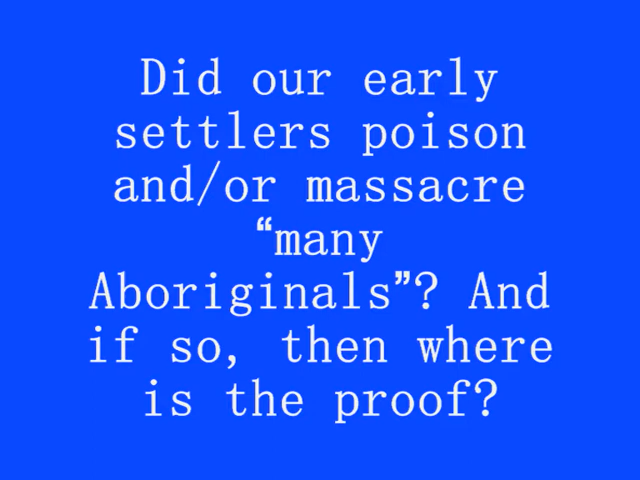 Did our early
settlers poison
and/or massacre
“many
Aboriginals”? And
if so, then where
is the proof?